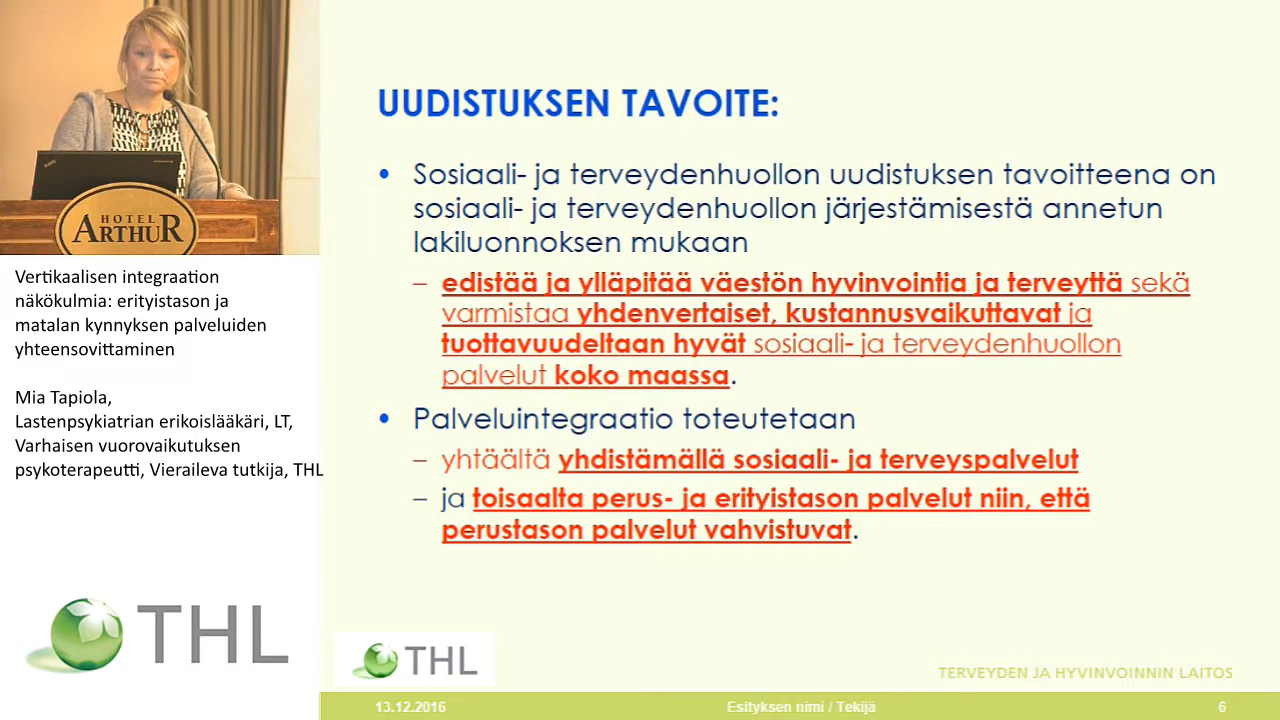 HOTEL
ARTHUR
Vertikaalisen integraation
näkökulmia: erityistason ja
matalan kynnyksen palveluiden
yhteensovittaminen
Mia Tapiola,
Lastenpsykiatrian erikoislääkäri, LT,
Varhaisen vuorovaikutuksen
psykoterapeutti, Vieraileva tutkija, THL
THL
UUDISTUKSEN TAVOITE:
• Sosiaali- ja terveydenhuollon uudistuksen tavoitteena on
sosiaali- ja terveydenhuollon järjestämisestä annetun
lakiluonnoksen mukaan
– edistää ja ylläpitää väestön hyvinvointia ja terveyttä sekä
varmistaa yhdenvertaiset, kustannusvaikuttavat ja
tuottavuudeltaan hyvät sosiaali- ja terveydenhuollon
palvelut koko maassa.
• Palveluintegraatio toteutetaan
– yhtäältä yhdistämällä sosiaali- ja terveyspalvelut
– ja toisaalta perus- ja erityistason palvelut niin, että
perustason palvelut vahvistuvat.
THL
TERVEYDEN JA HYVINVOINNIN LAITOS
13.12.2016 Esityksen nimi / Tekijä 6